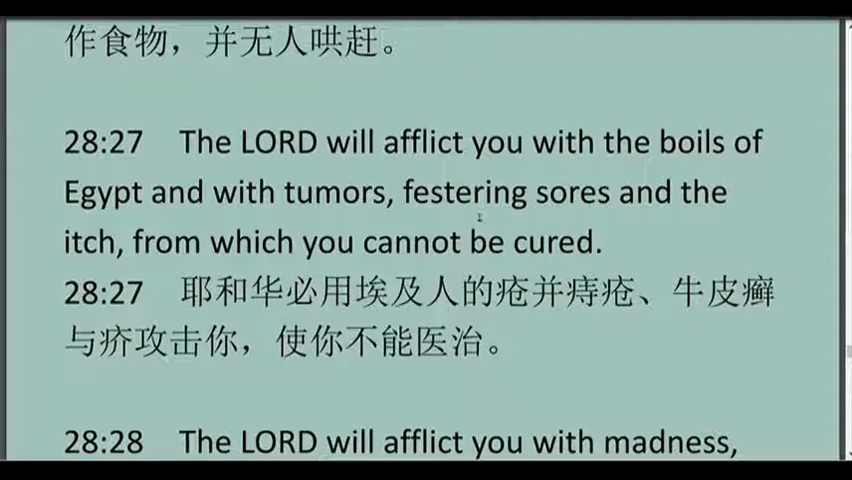 作食物，并无人哄赶。
28:27 The LORD will afflict you with the boils of
Egypt and with tumors, festering sores and the
itch, from which you cannot be cured.
28:27 耶和华必用埃及人的疮并痔疮、牛皮癣
与疥攻击你，使你不能医治。
28:28 The LORD will afflict you with madness,